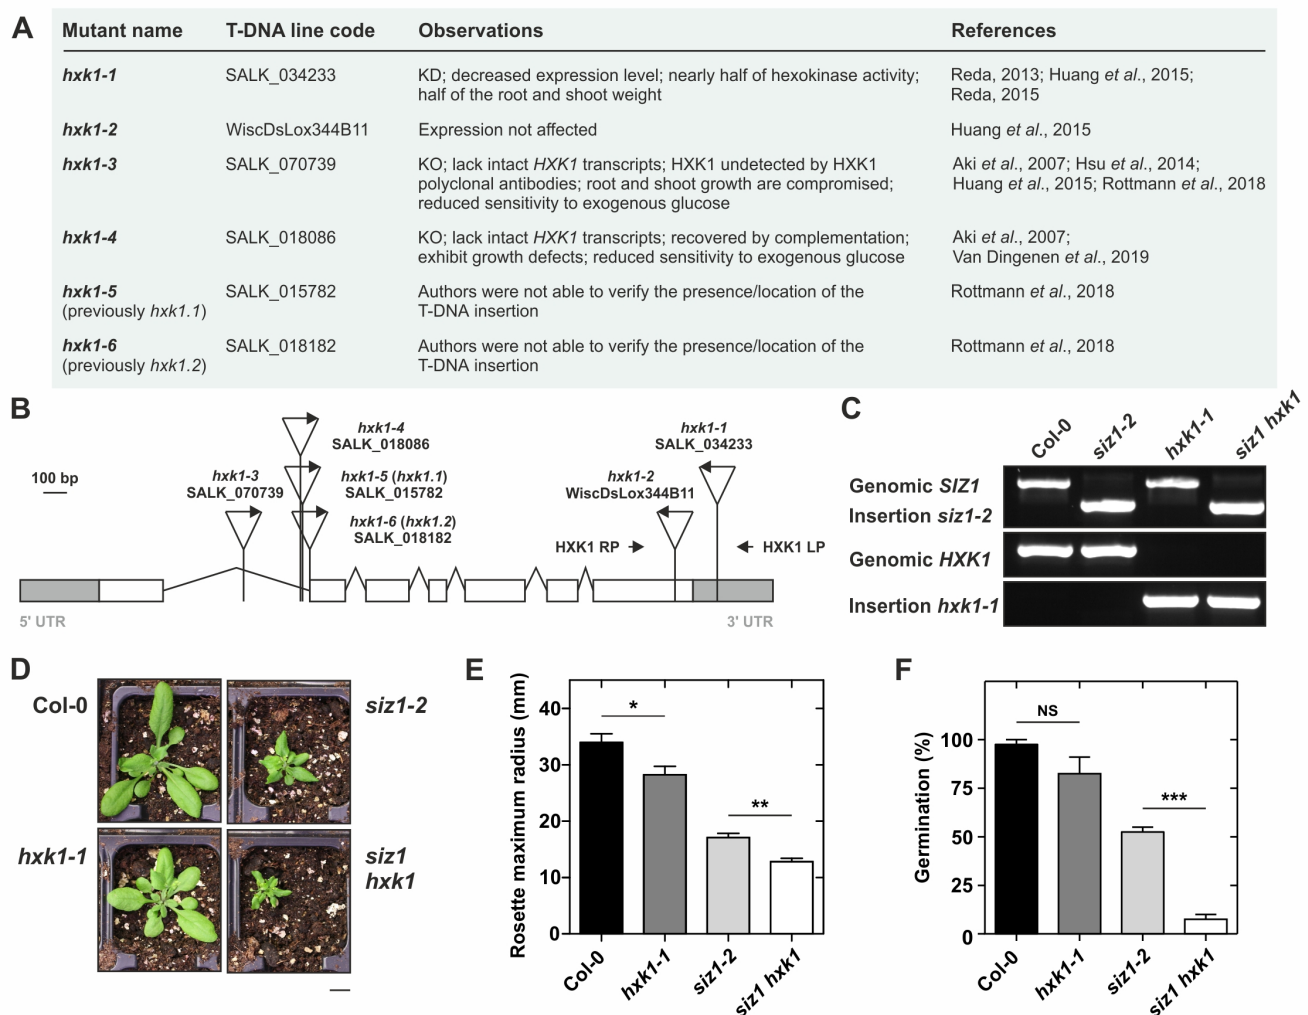 A
Mutant name T-DNA line code Observations References
hxk1-1 SALK_034233 KD; decreased expression level; nearly half of hexokinase activity; Reda, 2013; Huang et al., 2015;
half of the root and shoot weight Reda, 2015
hxk1-2 WiscDsLox344B11 Expression not affected Huang et al., 2015
hxk1-3 SALK_070739 KO; lack intact HXK1 transcripts; HXK1 undetected by HXK1 Aki et al., 2007; Hsu et al., 2014;
polyclonal antibodies; root and shoot growth are compromised; Huang et al., 2015; Rottmann et al., 2018
reduced sensitivity to exogenous glucose
hxk1-4 SALK_018086 KO; lack intact HXK1 transcripts; recovered by complementation; Aki et al., 2007;
exhibit growth defects; reduced sensitivity to exogenous glucose Van Dingenen et al., 2019
hxk1-5 SALK_015782 Authors were not able to verify the presence/location of the Rottmann et al., 2018
(previously hxk1.1) T-DNA insertion
hxk1-6 SALK_018182 Authors were not able to verify the presence/location of the Rottmann et al., 2018
(previously hxk1.2) T-DNA insertion
B
100 bp
hxk1-4
SALK_018086
hxk1-3
SALK_070739
hxk1-5 (hxk1.1)
SALK_015782
hxk1-6 (hxk1.2)
SALK_018182
hxk1-1
SALK_034233
hxk1-2
WiscDsLox344B11
HXK1 RP
HXK1 LP
5' UTR
3' UTR
C
Col-0
siz1-2
hxk1-1
siz1 hxk1
Genomic SIZ1
Insertion siz1-2
Genomic HXK1
Insertion hxk1-1
D
Col-0
siz1-2
hxk1-1
siz1
hxk1
E
Rosette maximum radius (mm)
40
30
20
10
0
*
**
Col-0
hxk1-1
siz1-2
siz1 hxk1
F
Germination (%)
100
75
50
25
0
NS
***
Col-0
hxk1-1
siz1-2
siz1 hxk1